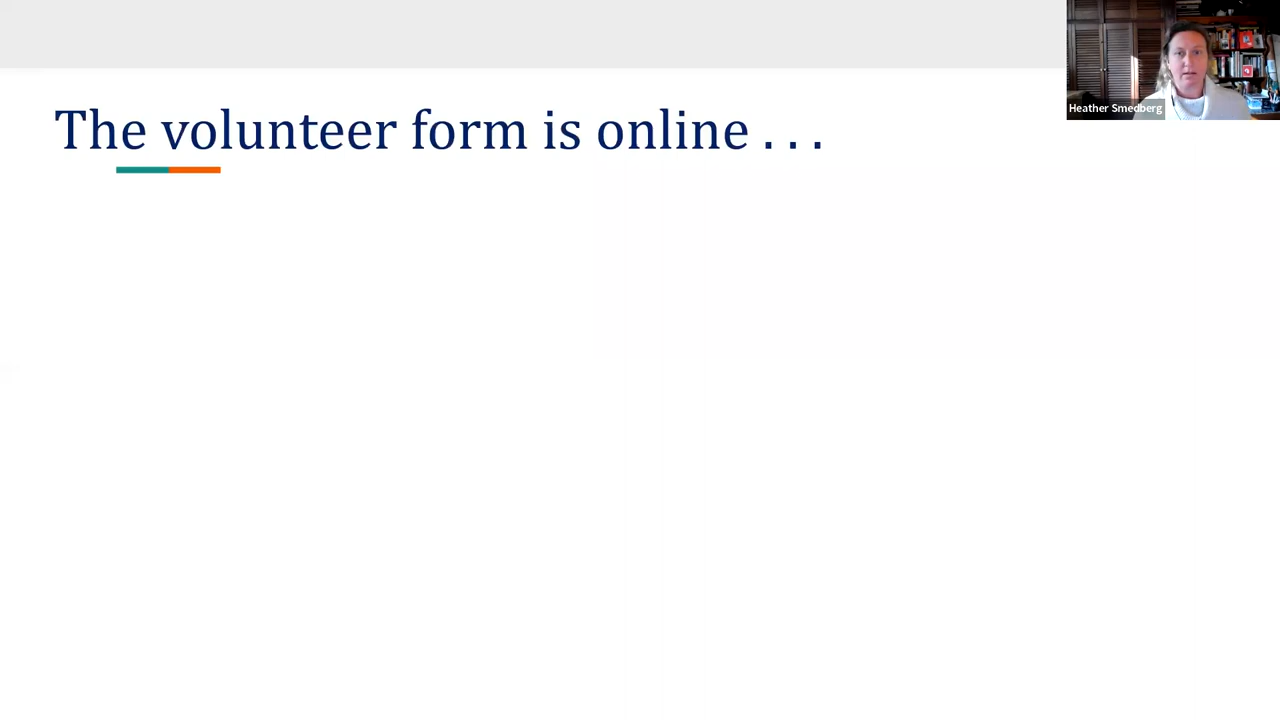 The volunteer form is online . . .
Heather Smedberg